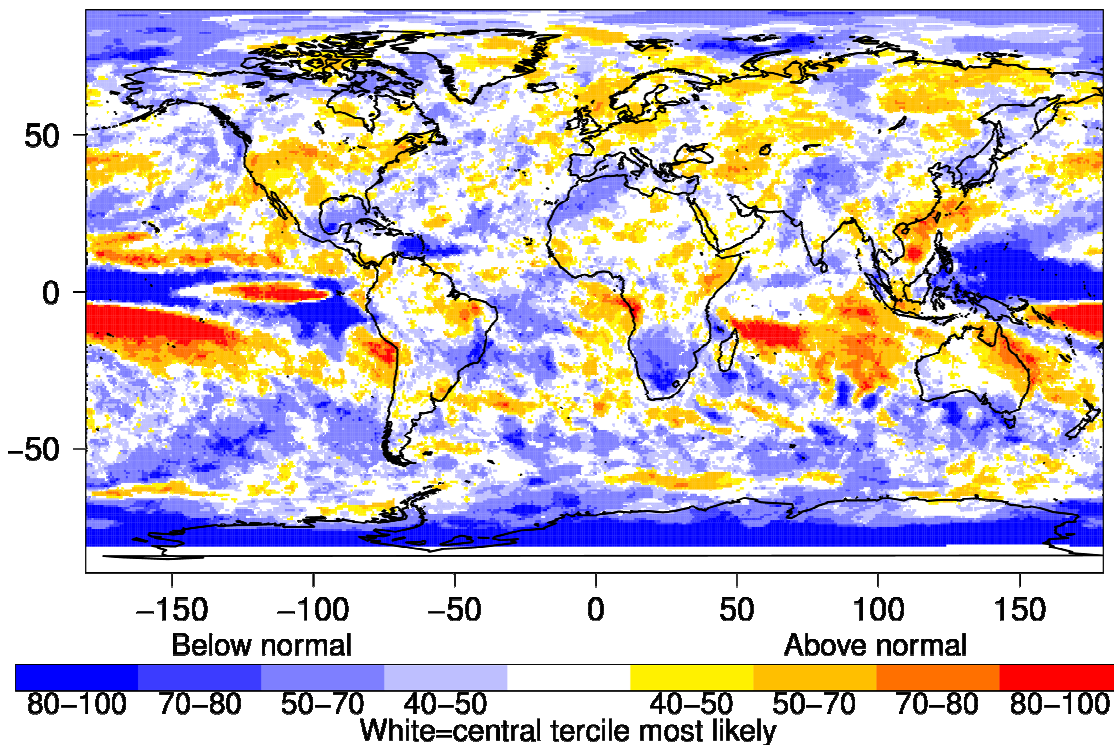 50
0
−50
−150 −100 −50 0 50 100 150
Below normal Above normal
80−100 70−80 50−70 40−50 40−50 50−70 70−80 80−100
White=central tercile most likely